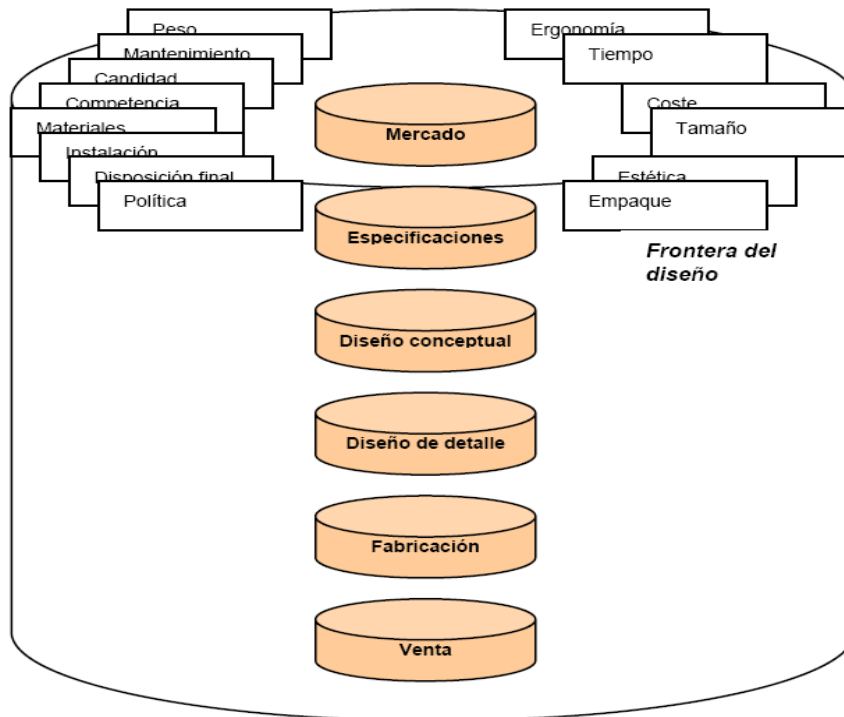 Peso
Mantenimiento
Candidad
Competencia
Materiales
Instalación
Disposición final
Política
Ergonomía
Tiempo
Coste
Tamaño
Estética
Empaque
Frontera del
diseño
Mercado
Especificaciones
Diseño conceptual
Diseño de detalle
Fabricación
Venta